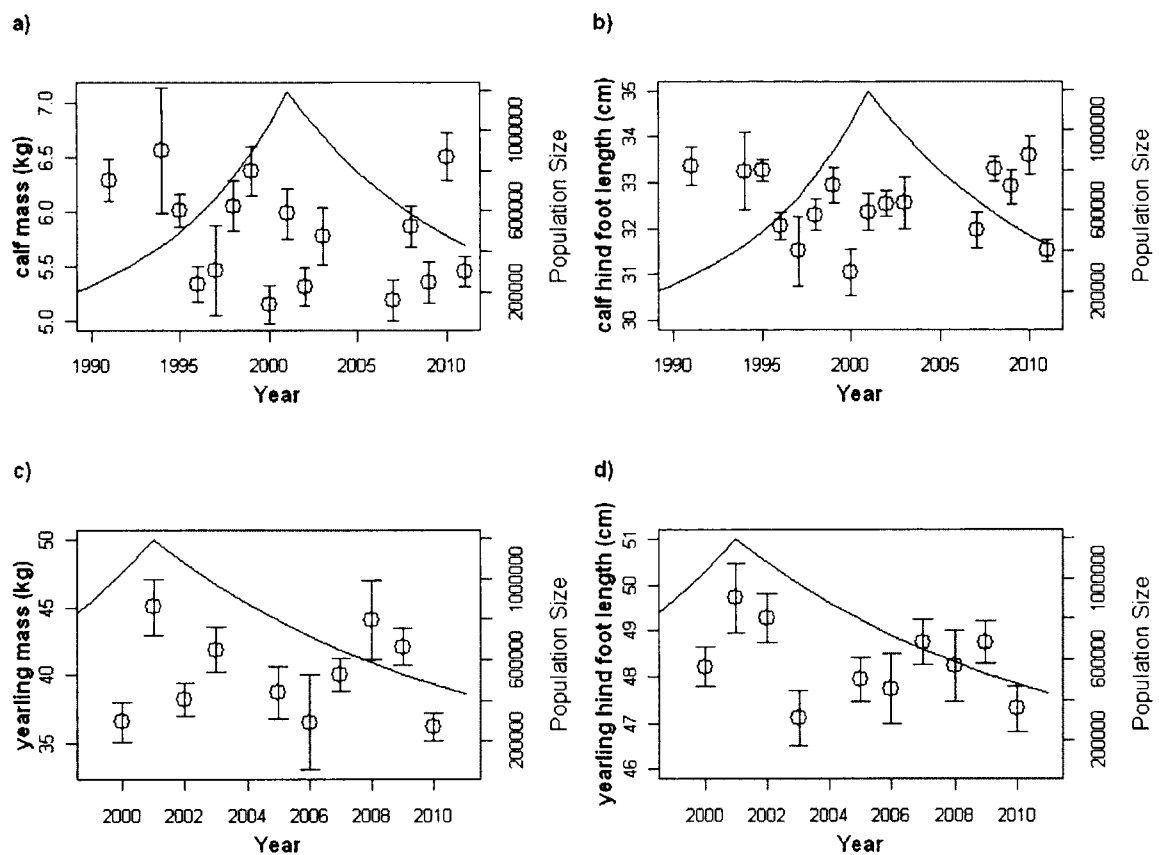 a)
calf mass (kg)
7.0
6.5
6.0
5.5
5.0
1000000
600000
200000
Population Size
1990 1995 2000 2005 2010
Year
b)
calf hind foot length (cm)
35
34
33
32
31
30
1000000
600000
200000
Population Size
1990 1995 2000 2005 2010
Year
c)
yearling mass (kg)
50
45
40
35
1000000
600000
200000
Population Size
2000 2002 2004 2006 2008 2010
Year
d)
yearling hind foot length (cm)
51
50
49
48
47
46
1000000
600000
200000
Population Size
2000 2002 2004 2006 2008 2010
Year